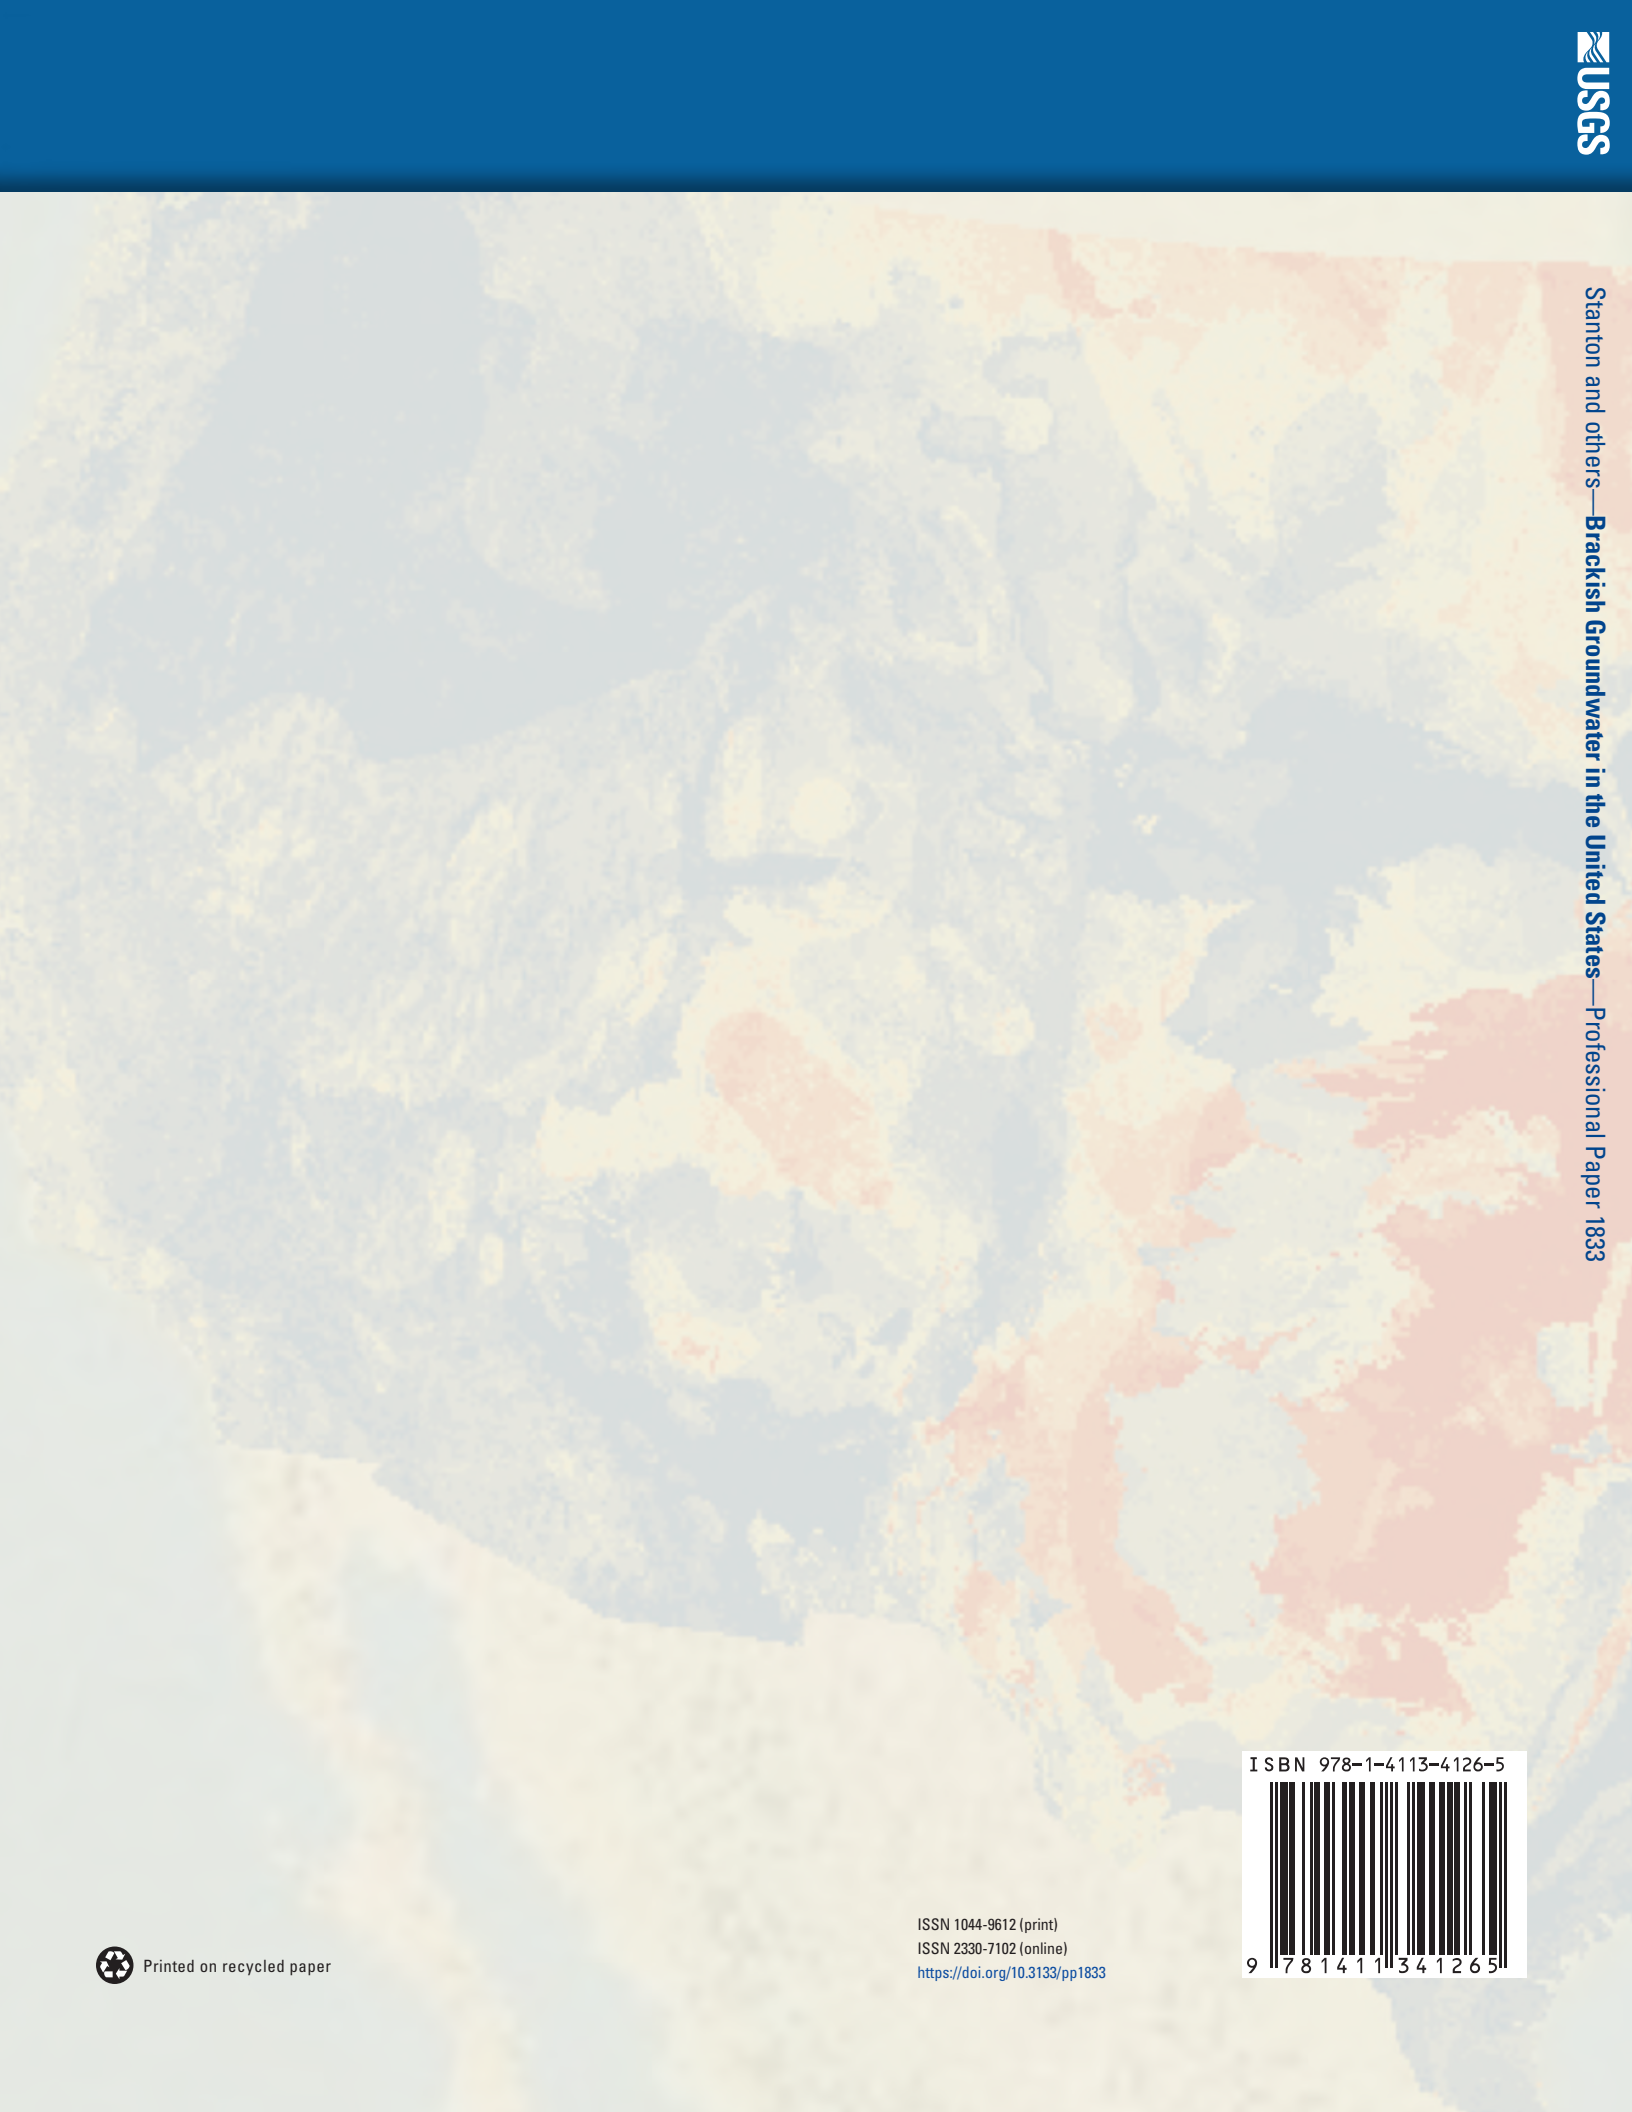 USGS
Stanton and others—Brackish Groundwater in the United States—Professional Paper 1833
ISBN 978-1-4113-4126-5
9 781411 341265
ISSN 1044-9612 (print)
ISSN 2330-7102 (online)
https://doi.org/10.3133/pp1833
Printed on recycled paper